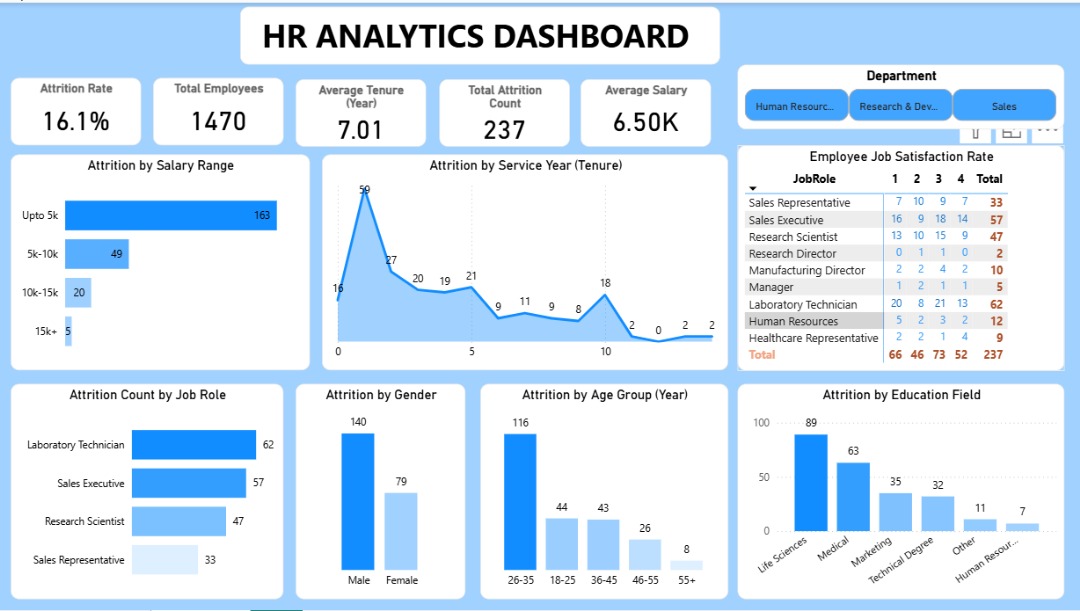 HR ANALYTICS DASHBOARD
Attrition Rate
16.1%
Total Employees
1470
Average Tenure
(Year)
7.01
Total Attrition
Count
237
Average Salary
6.50K
Department
Human Resourc...
Research & Dev...
Sales
Attrition by Salary Range
Upto 5k 163
5k-10k 49
10k-15k 20
15k+ 5
Attrition by Service Year (Tenure)
16 59 27 20 19 21 9 11 9 8 18 2 0 2 2
0 5 10
Employee Job Satisfaction Rate
JobRole 1 2 3 4 Total
Sales Representative 7 10 9 7 33
Sales Executive 16 9 18 14 57
Research Scientist 13 10 15 9 47
Research Director 0 1 1 0 2
Manufacturing Director 2 2 4 2 10
Manager 1 2 1 1 5
Laboratory Technician 20 8 21 13 62
Human Resources 5 2 3 2 12
Healthcare Representative 2 2 1 4 9
Total 66 46 73 52 237
Attrition Count by Job Role
Laboratory Technician 62
Sales Executive 57
Research Scientist 47
Sales Representative 33
Attrition by Gender
140 79
Male Female
Attrition by Age Group (Year)
116 44 43 26 8
26-35 18-25 36-45 46-55 55+
Attrition by Education Field
100
50
0
89 63 35 32 11 7
Life Sciences Medical Marketing Technical Degree Other Human Resour...